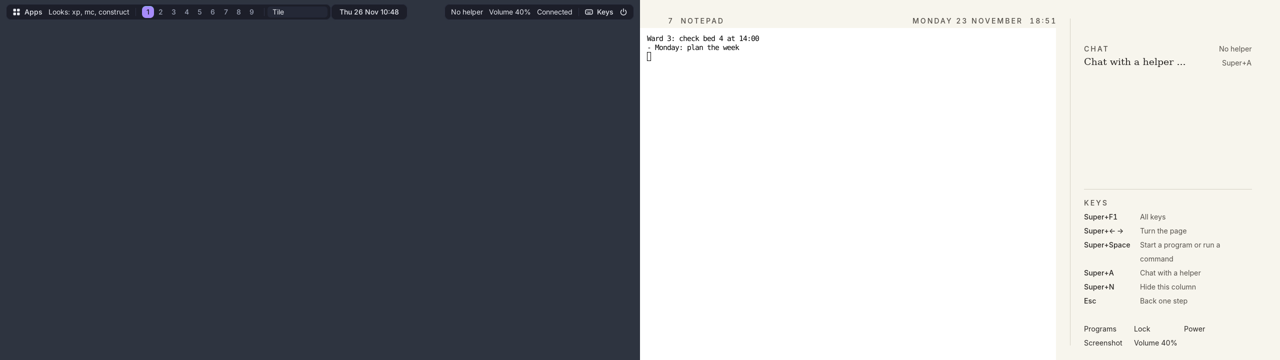 Apps Looks: xp, mc, construct 1 2 3 4 5 6 7 8 9 Tile Thu 26 Nov 10:48 No helper Volume 40% Connected Keys
7 NOTEPAD MONDAY 23 NOVEMBER 18:51
Ward 3: check bed 4 at 14:00
- Monday: plan the week
CHAT No helper
Chat with a helper ... Super+A
KEYS
Super+F1 All keys
Super+← → Turn the page
Super+Space Start a program or run a
command
Super+A Chat with a helper
Super+N Hide this column
Esc Back one step
Programs Lock Power
Screenshot Volume 40%